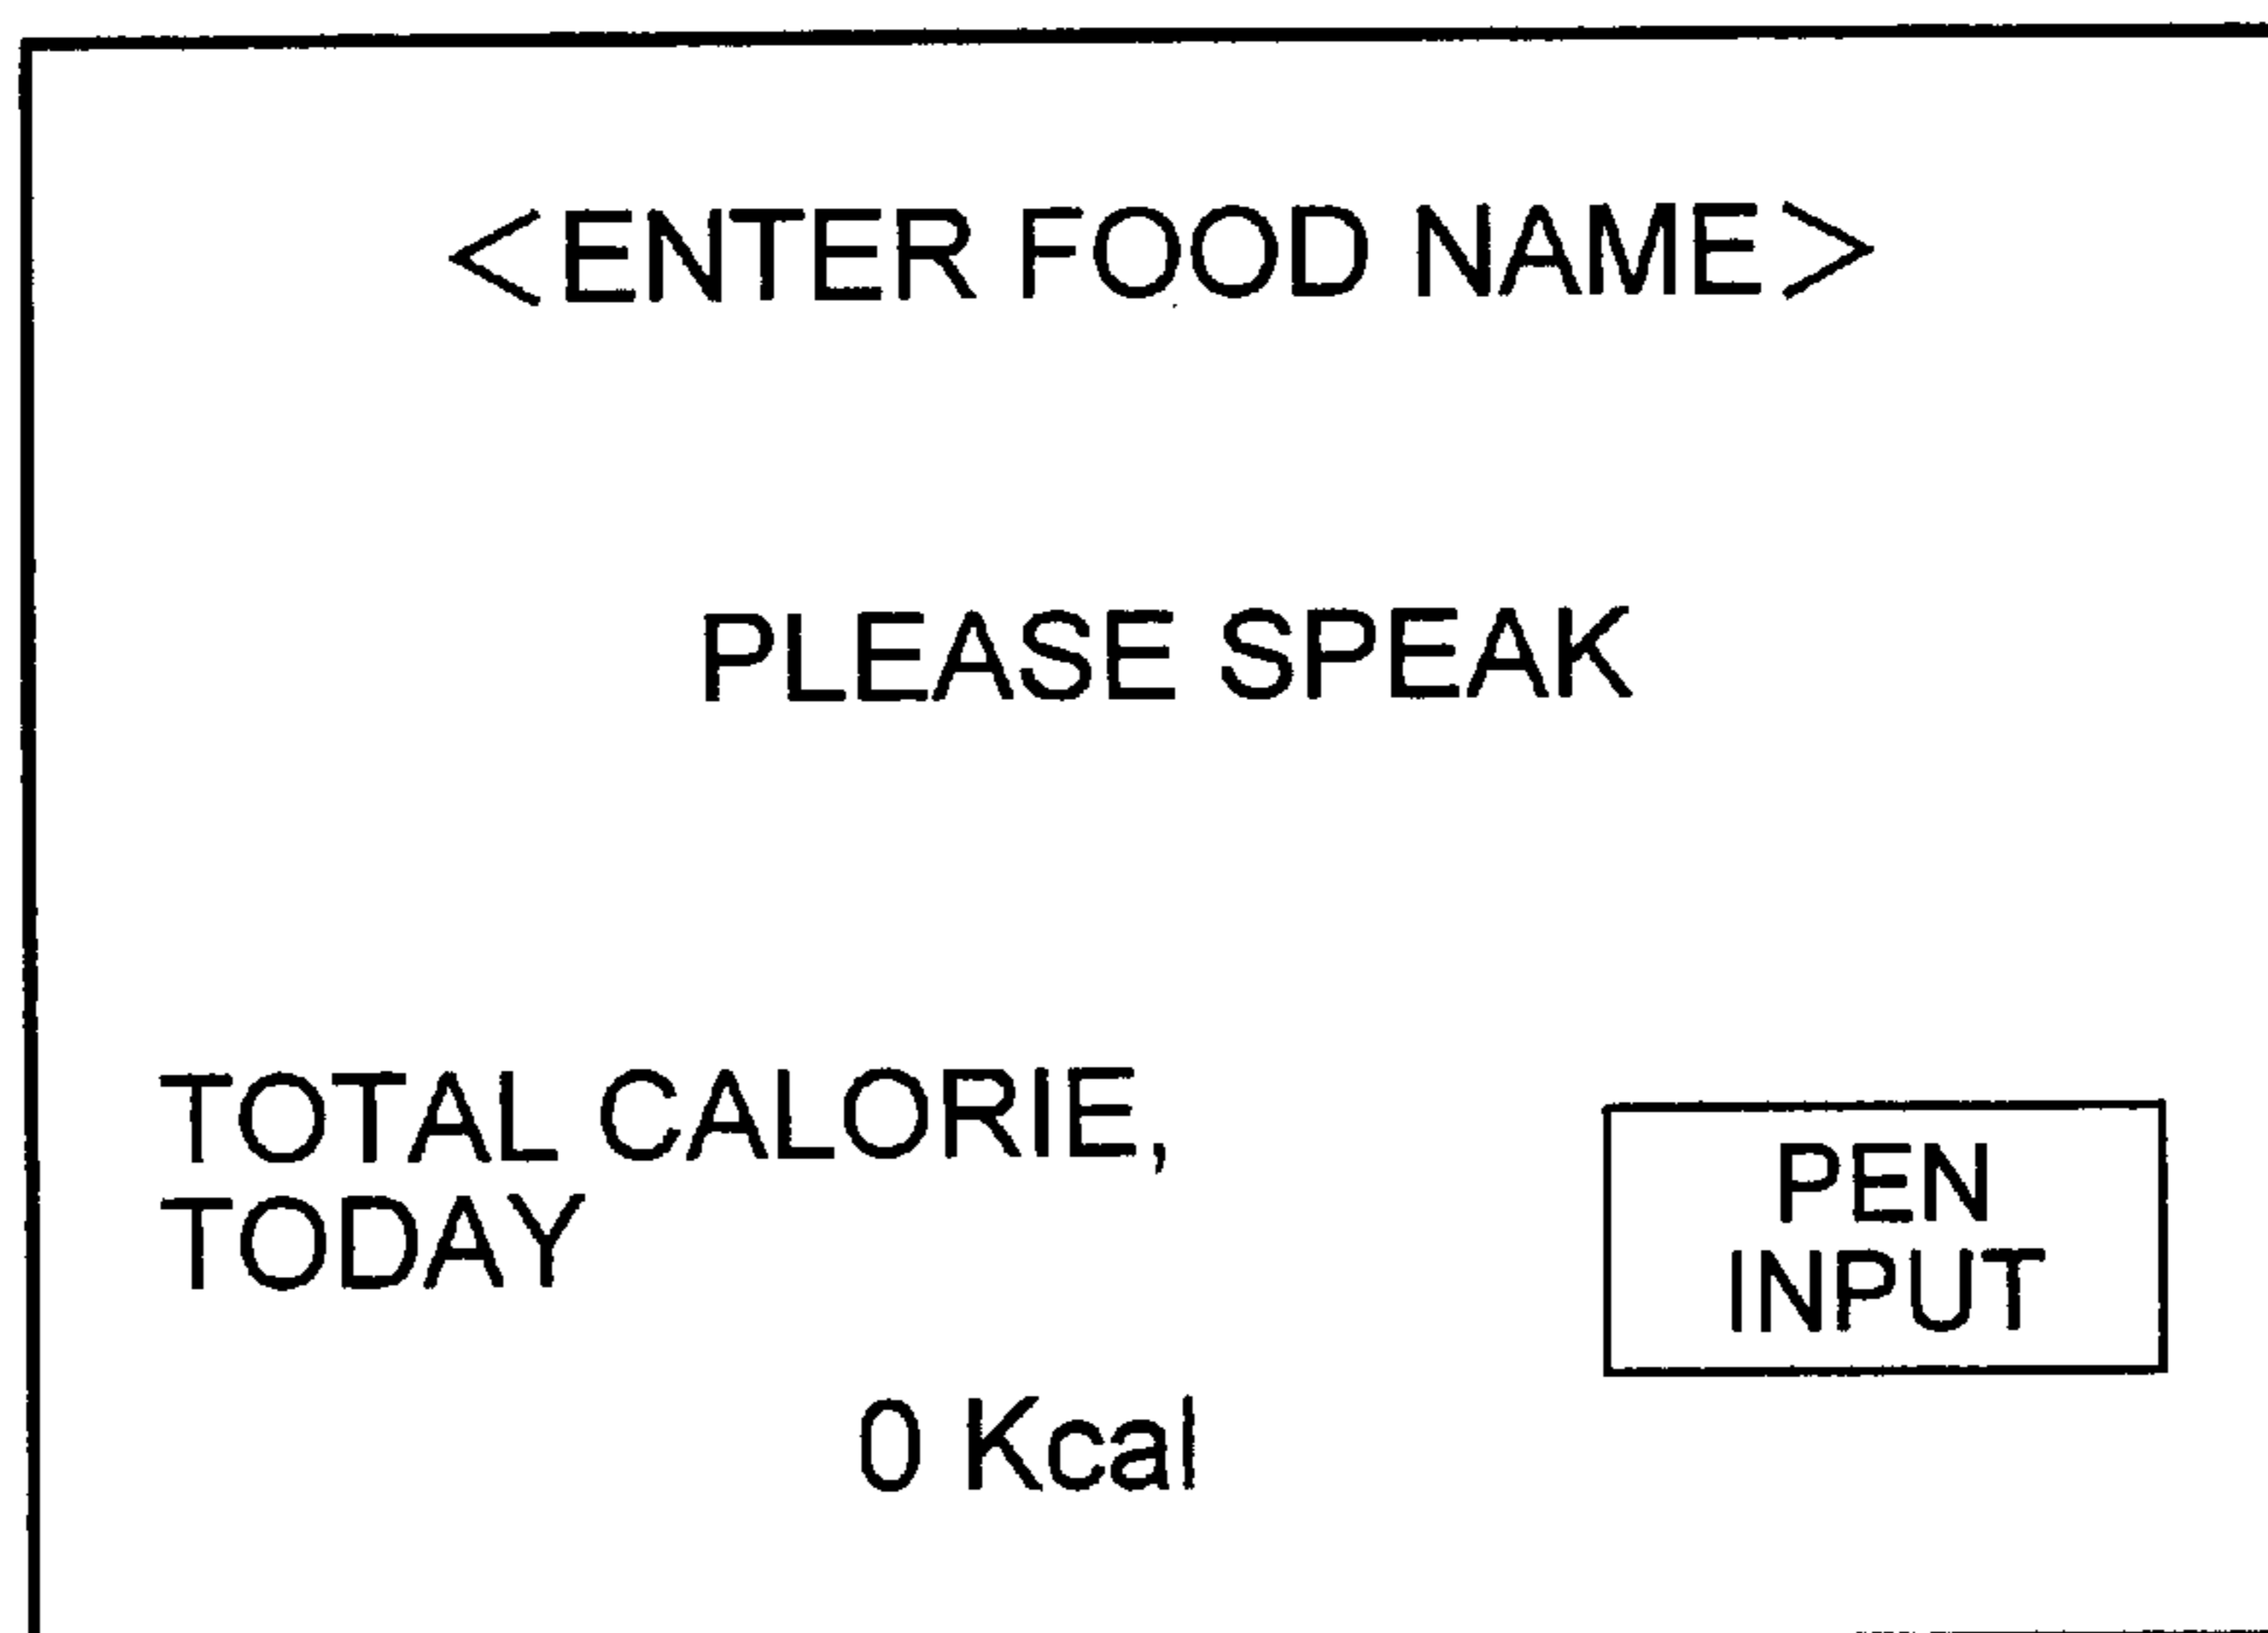 <ENTER FOOD NAME>
PLEASE SPEAK
TOTAL CALORIE,
TODAY
0 Kcal
PEN
INPUT